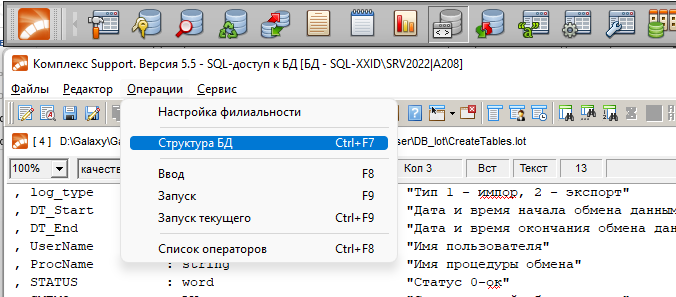 Комплекс Support. Версия 5.5 - SQL-доступ к БД [БД - SQL-XXID\SRV2022|A208]
Файлы Редактор Операции Сервис
Настройка филиальности
[ 4 ] D:\Galaxy\Ga ser\DB_lot\CreateTables.lot
Структура БД Ctrl+F7
100% качеств Кол 3 Вст Текст 13
Ввод F8
, log_type "Тип 1 - импор, 2 - экспорт"
Запуск F9
, DT_Start "Дата и время начала обмена данным
Запуск текущего Ctrl+F9
, DT_End "Дата и время окончания обмена дан
, UserName "Имя пользователя"
Список операторов Ctrl+F8
, ProcName : string "Имя процедуры обмена"
, STATUS : word "Статус 0-ок"